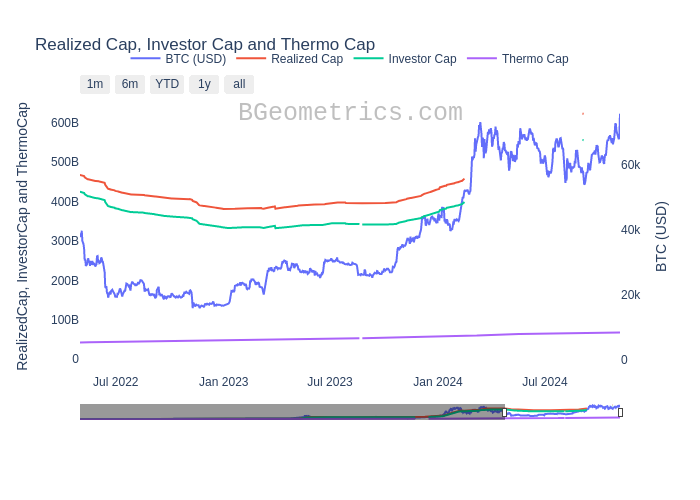 Realized Cap, Investor Cap and Thermo Cap
BTC (USD) Realized Cap Investor Cap Thermo Cap
1m 6m YTD 1y all
BGeometrics.com
RealizedCap, InvestorCap and ThermoCap
600B
500B
400B
300B
200B
100B
0
60k
40k
20k
0
BTC (USD)
Jul 2022 Jan 2023 Jul 2023 Jan 2024 Jul 2024